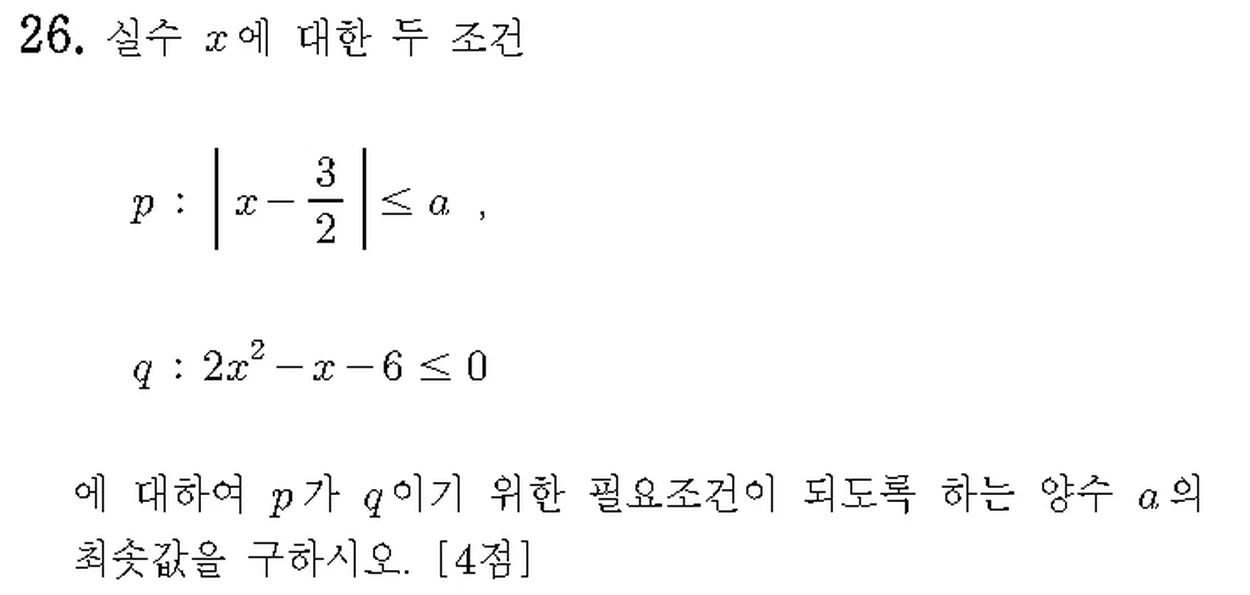 26. 실수 x에 대한 두 조건
p : |x - 3/2| ≤ a ,
q : 2x² - x - 6 ≤ 0
에 대하여 p가 q이기 위한 필요조건이 되도록 하는 양수 a의
최솟값을 구하시오. [4점]